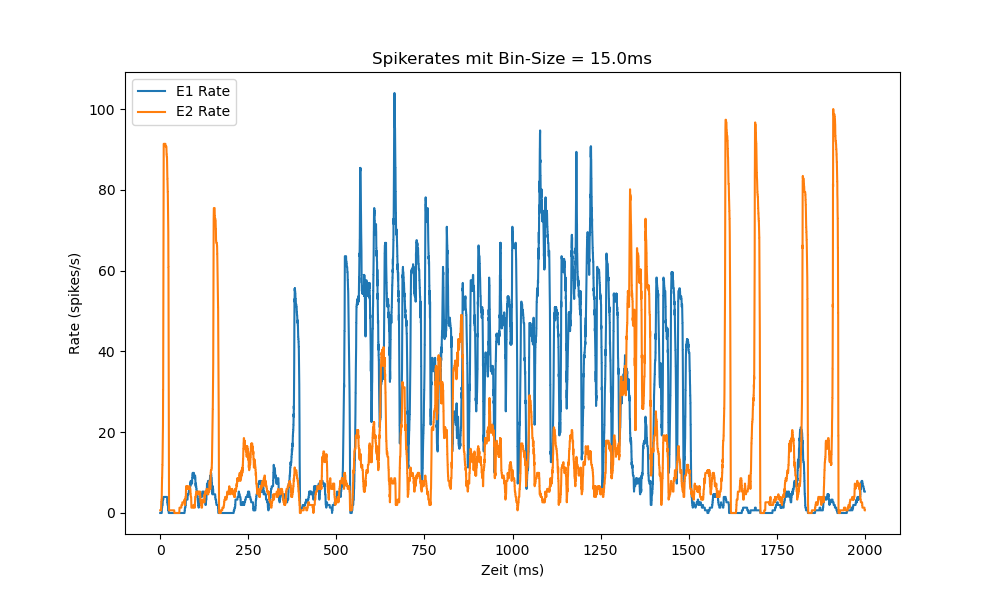 Spikerates mit Bin-Size = 15.0ms
E1 Rate
E2 Rate
Rate (spikes/s)
100
80
60
40
20
0
0 250 500 750 1000 1250 1500 1750 2000
Zeit (ms)